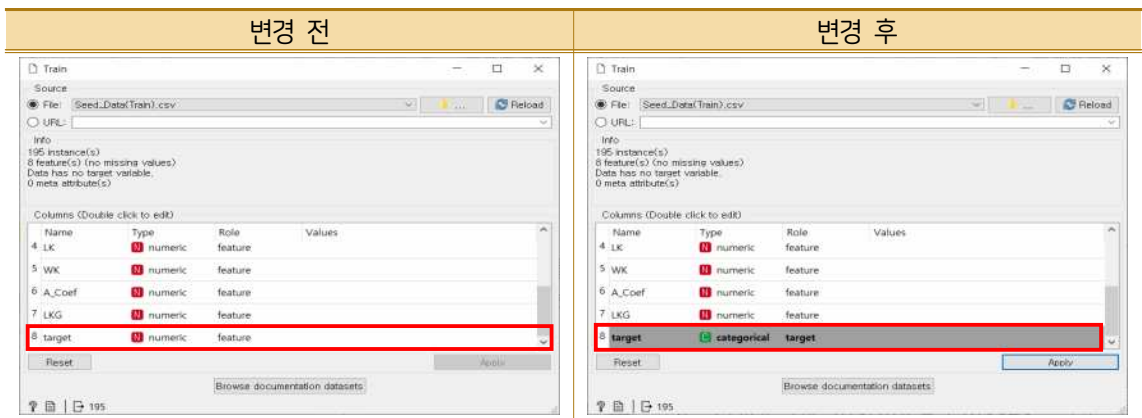 변경 전
변경 후
Train
Source
File: Seed_Data(Train).csv ... Reload
URL:
Info
195 instance(s)
8 feature(s) (no missing values)
Data has no target variable.
0 meta attribute(s)
Columns (Double click to edit)
Name Type Role Values
4 LK N numeric feature
5 WK N numeric feature
6 A_Coef N numeric feature
7 LKG N numeric feature
8 target N numeric feature
Reset Apply
Browse documentation datasets
? 195
Train
Source
File: Seed_Data(Train).csv ... Reload
URL:
Info
195 instance(s)
8 feature(s) (no missing values)
Data has no target variable.
0 meta attribute(s)
Columns (Double click to edit)
Name Type Role Values
4 LK N numeric feature
5 WK N numeric feature
6 A_Coef N numeric feature
7 LKG N numeric feature
8 target C categorical target
Reset Apply
Browse documentation datasets
? 195